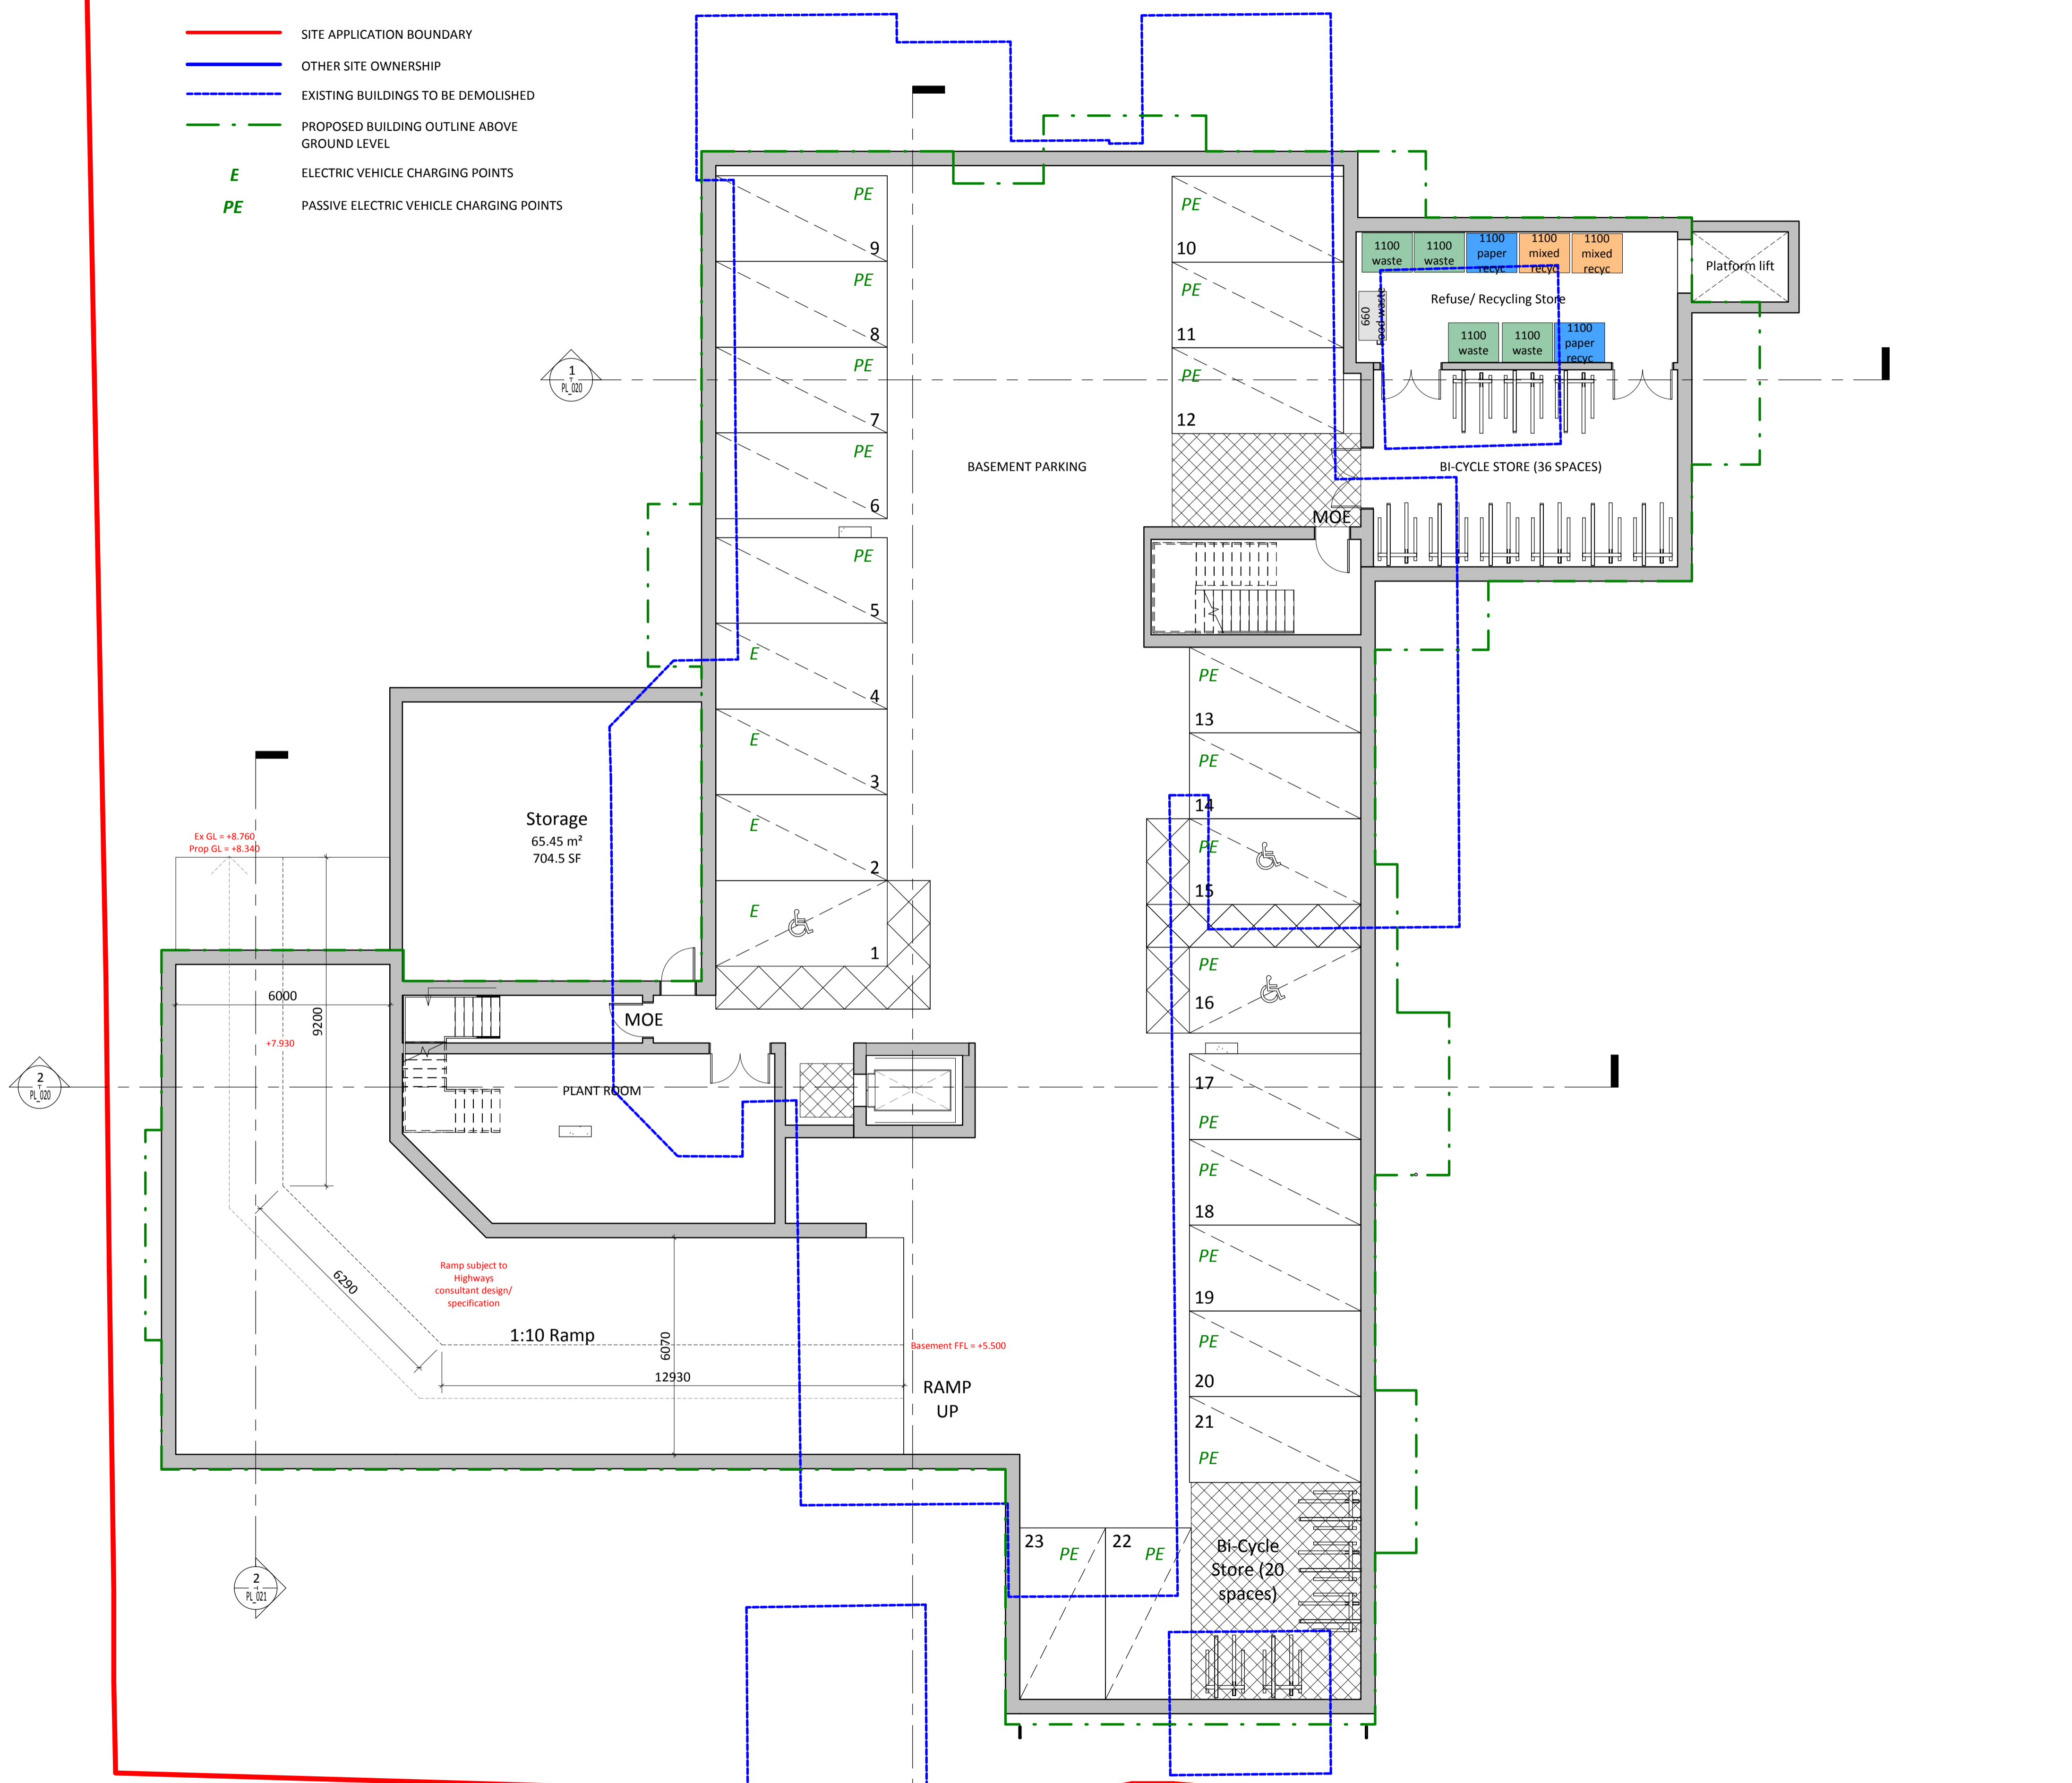 SITE APPLICATION BOUNDARY
OTHER SITE OWNERSHIP
EXISTING BUILDINGS TO BE DEMOLISHED
PROPOSED BUILDING OUTLINE ABOVE
GROUND LEVEL
E
ELECTRIC VEHICLE CHARGING POINTS
PE
PASSIVE ELECTRIC VEHICLE CHARGING POINTS
PE
9
PE
8
PE
7
PE
6
PE
5
E
4
E
3
E
2
E
1
PE
10
PE
11
PE
12
1100
waste
1100
waste
1100
paper
recyc
1100
mixed
recyc
1100
mixed
recyc
Platform lift
660
Food waste
Refuse/ Recycling Store
1100
waste
1100
waste
1100
paper
recyc
1
PL_020
BASEMENT PARKING
BI-CYCLE STORE (36 SPACES)
MOE
PE
13
PE
14
PE
15
PE
16
17
PE
PE
18
PE
19
PE
20
21
PE
Storage
65.45 m²
704.5 SF
Ex GL = +8.760
Prop GL = +8.340
6000
9200
+7.930
MOE
2
PL_020
PLANT ROOM
6290
Ramp subject to
Highways
consultant design/
specification
1:10 Ramp
6070
12930
Basement FFL = +5.500
RAMP
UP
23
PE
22
PE
Bi-Cycle
Store (20
spaces)
2
PL_021